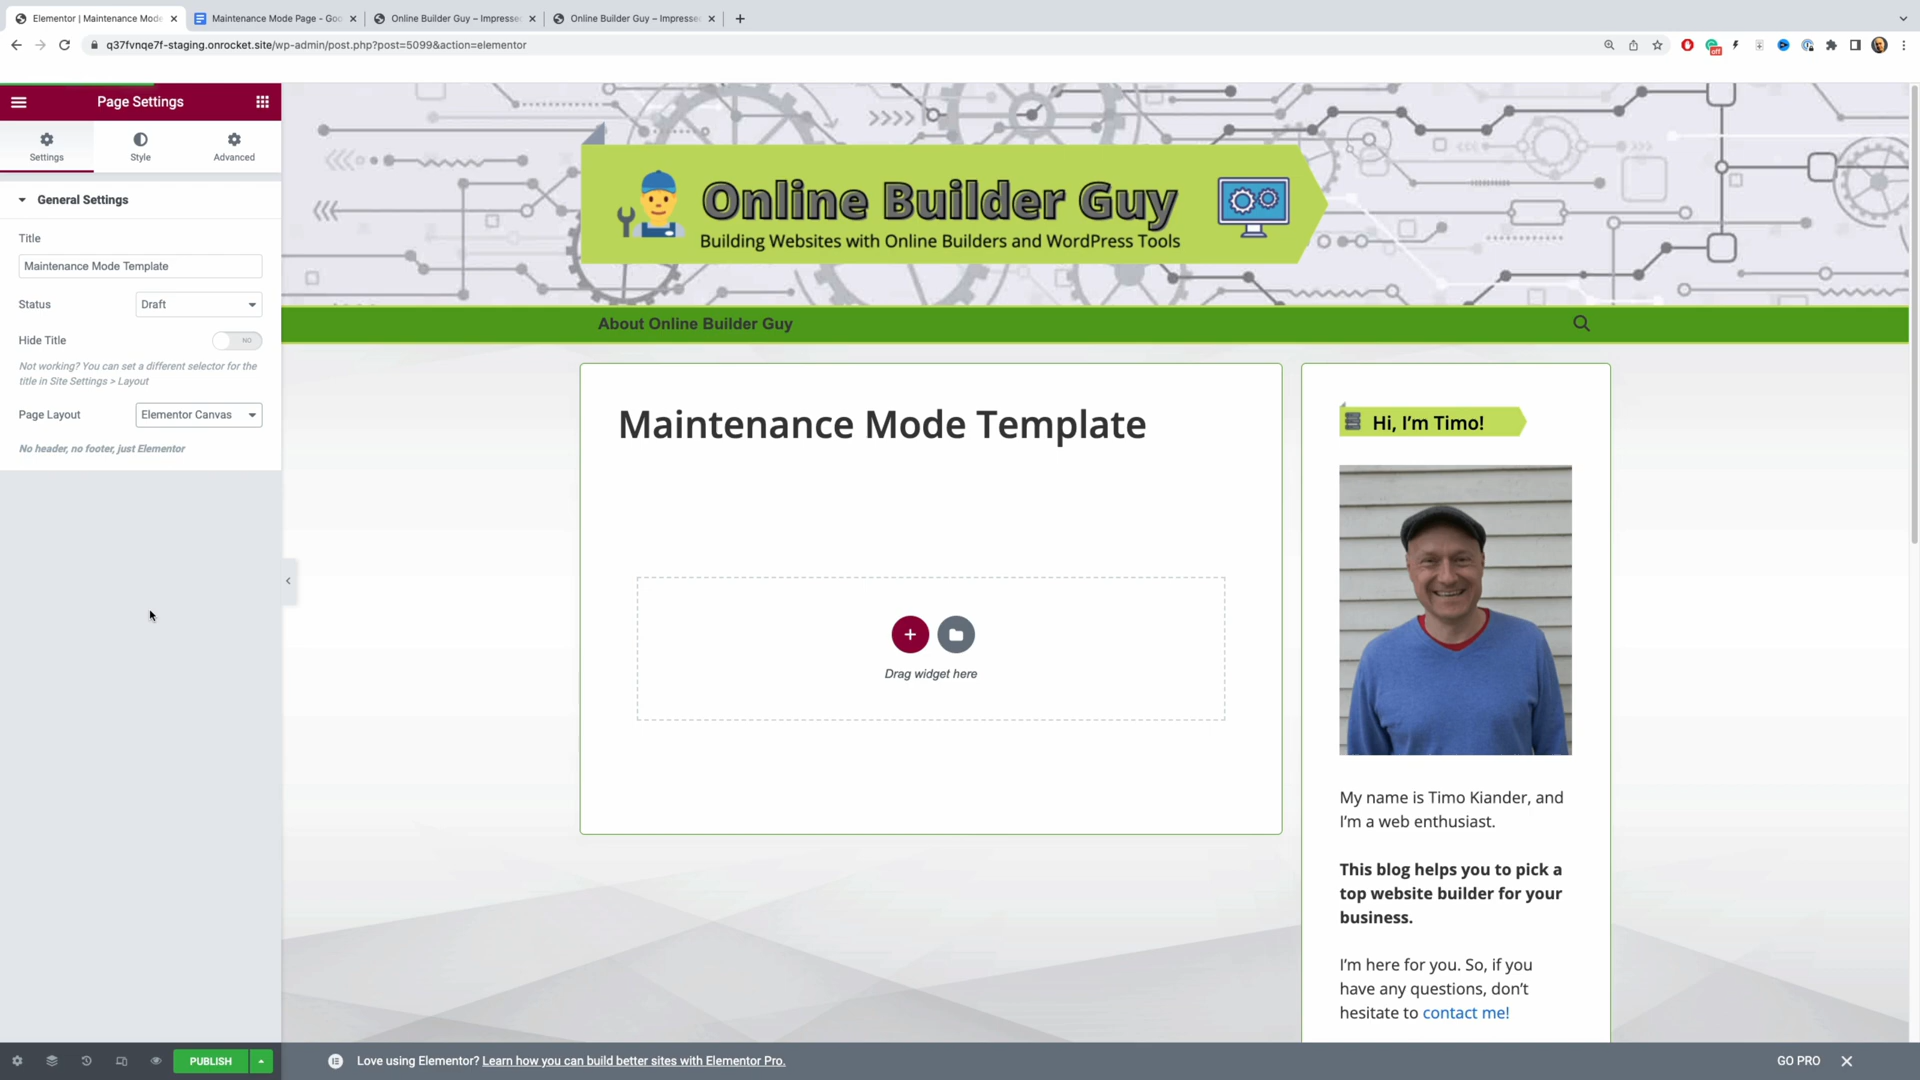 Elementor | Maintenance Mode
Maintenance Mode Page - Goo
Online Builder Guy – Impresse
Online Builder Guy – Impresse
q37fvnqe7f-staging.onrocket.site/wp-admin/post.php?post=5099&action=elementor
off
Page Settings
Settings
Style
Advanced
General Settings
Title
Maintenance Mode Template
Status
Draft
Hide Title
NO
Not working? You can set a different selector for the
title in Site Settings > Layout
Page Layout
Elementor Canvas
No header, no footer, just Elementor
PUBLISH
Online Builder Guy
Building Websites with Online Builders and WordPress Tools
About Online Builder Guy
Maintenance Mode Template
Drag widget here
Hi, I'm Timo!
My name is Timo Kiander, and
I'm a web enthusiast.
This blog helps you to pick a
top website builder for your
business.
I'm here for you. So, if you
have any questions, don't
hesitate to contact me!
Love using Elementor? Learn how you can build better sites with Elementor Pro.
GO PRO